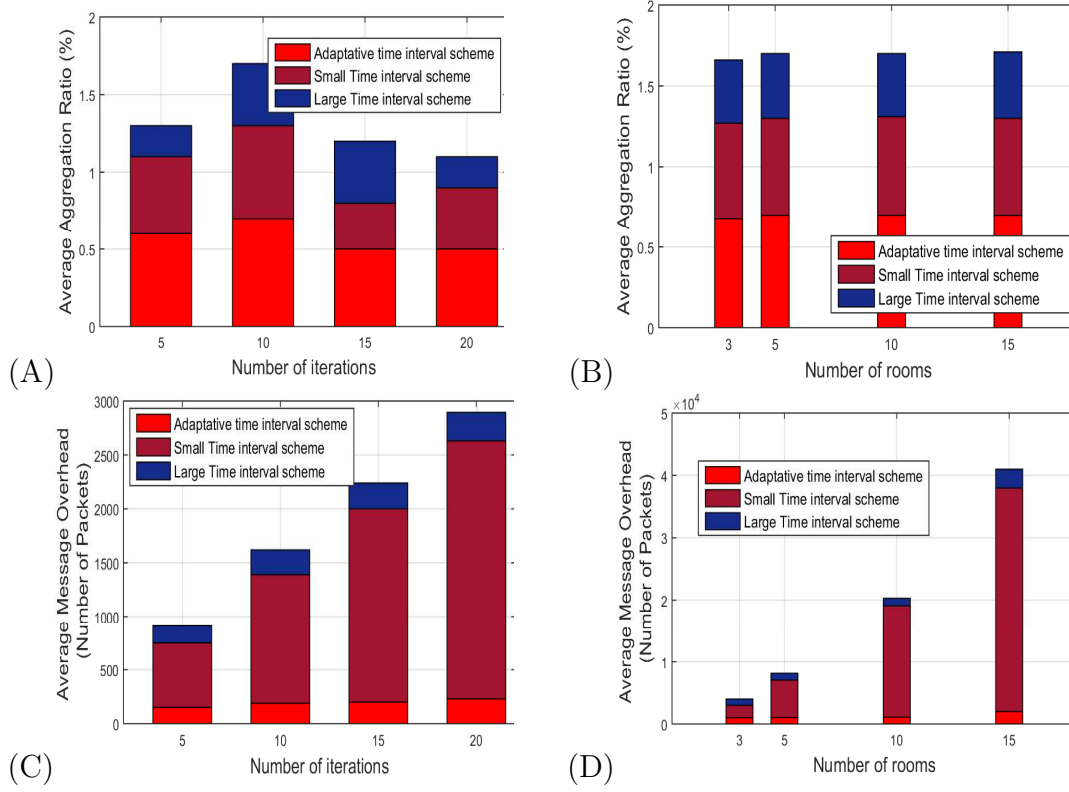 Average Aggregation Ratio (%)
2
1.5
1
0.5
0
Adaptative time interval scheme
Small Time interval scheme
Large Time interval scheme
5 10 15 20
Number of iterations
(A)
Average Aggregation Ratio (%)
2
1.5
1
0.5
0
Adaptative time interval scheme
Small Time interval scheme
Large Time interval scheme
3 5 10 15
Number of rooms
(B)
Average Message Overhead
(Number of Packets)
3000
2500
2000
1500
1000
500
0
Adaptative time interval scheme
Small Time interval scheme
Large Time interval scheme
5 10 15 20
Number of iterations
(C)
Average Message Overhead
(Number of Packets)
×10⁴
5
4
3
2
1
0
Adaptative time interval scheme
Small Time interval scheme
Large Time interval scheme
3 5 10 15
Number of rooms
(D)